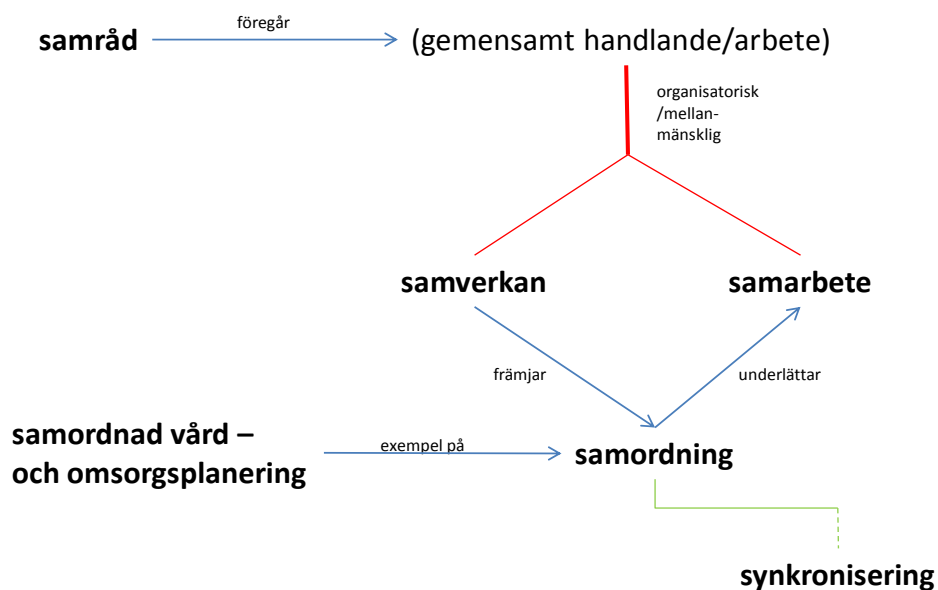 föregår
samråd
(gemensamt handlande/arbete)
organisatorisk
/mellan-
mänsklig
samverkan
samarbete
främjar
underlättar
samordnad vård –
och omsorgsplanering
exempel på
samordning
synkronisering